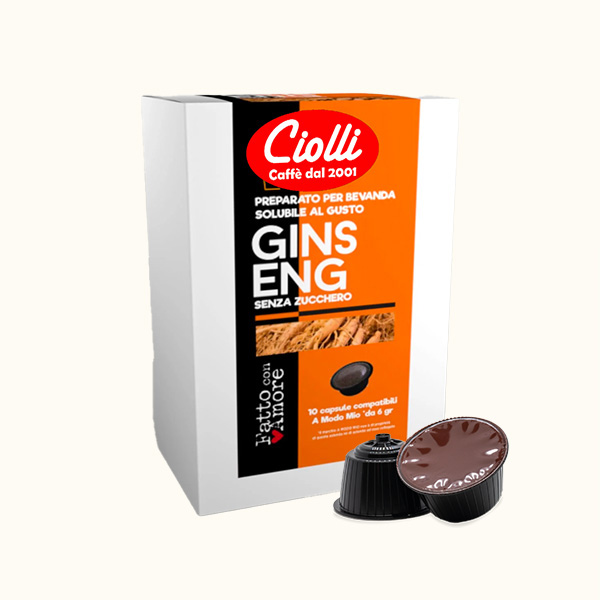 Ciolli
Caffè dal 2001
PREPARATO PER BEVANDA
SOLUBILE AL GUSTO
GINS
ENG
SENZA ZUCCHERO
Fatto con
Amore
10 capsule compatibili
A Modo Mio *da 6 gr